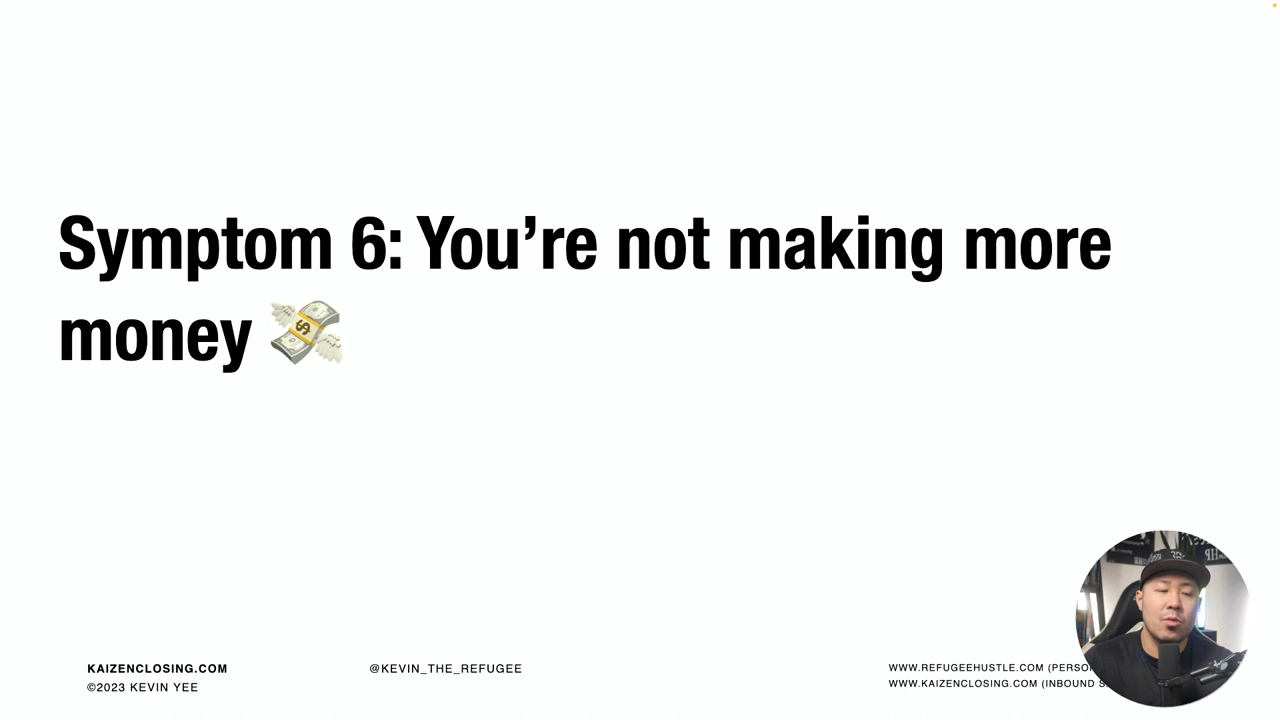 Symptom 6: You’re not making more
money 💸
KAIZENCLOSING.COM
©2023 KEVIN YEE
@KEVIN_THE_REFUGEE
WWW.REFUGEEHUSTLE.COM
WWW.KAIZENCLOSING.COM (INBOUND